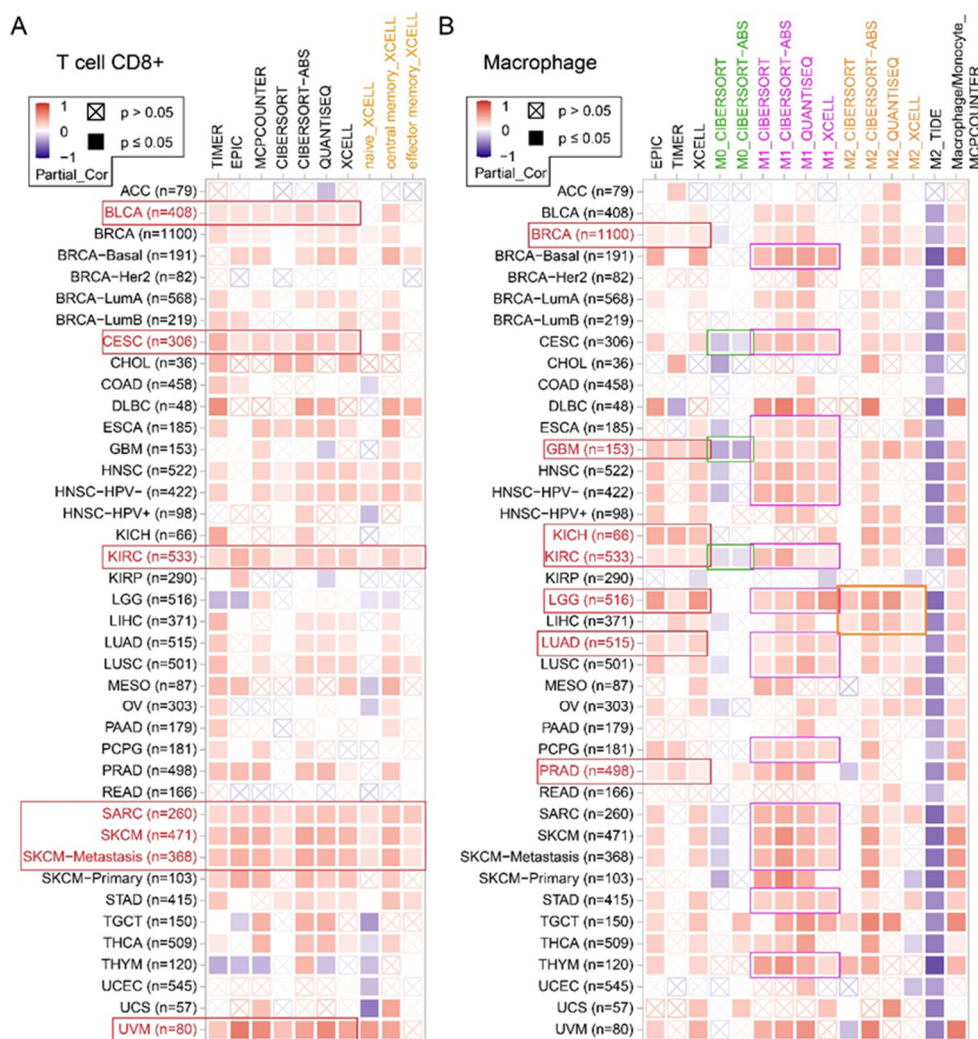 A
T cell CD8+
1
0
−1
p > 0.05
p ≤ 0.05
Partial_Cor
TIMER
EPIC
MCPCOUNTER
CIBERSORT
CIBERSORT-ABS
QUANTISEQ
XCELL
naive_XCELL
central memory_XCELL
effector memory_XCELL
ACC (n=79)
BLCA (n=408)
BRCA (n=1100)
BRCA−Basal (n=191)
BRCA−Her2 (n=82)
BRCA−LumA (n=568)
BRCA−LumB (n=219)
CESC (n=306)
CHOL (n=36)
COAD (n=458)
DLBC (n=48)
ESCA (n=185)
GBM (n=153)
HNSC (n=522)
HNSC−HPV− (n=422)
HNSC−HPV+ (n=98)
KICH (n=66)
KIRC (n=533)
KIRP (n=290)
LGG (n=516)
LIHC (n=371)
LUAD (n=515)
LUSC (n=501)
MESO (n=87)
OV (n=303)
PAAD (n=179)
PCPG (n=181)
PRAD (n=498)
READ (n=166)
SARC (n=260)
SKCM (n=471)
SKCM−Metastasis (n=368)
SKCM−Primary (n=103)
STAD (n=415)
TGCT (n=150)
THCA (n=509)
THYM (n=120)
UCEC (n=545)
UCS (n=57)
UVM (n=80)
B
Macrophage
1
0
−1
p > 0.05
p ≤ 0.05
Partial_Cor
EPIC
TIMER
XCELL
M0_CIBERSORT
M0_CIBERSORT-ABS
M1_CIBERSORT
M1_CIBERSORT-ABS
M1_QUANTISEQ
M1_XCELL
M2_CIBERSORT
M2_CIBERSORT-ABS
M2_QUANTISEQ
M2_XCELL
M2_TIDE
Macrophage/Monocyte_
MCPCOUNTER
ACC (n=79)
BLCA (n=408)
BRCA (n=1100)
BRCA−Basal (n=191)
BRCA−Her2 (n=82)
BRCA−LumA (n=568)
BRCA−LumB (n=219)
CESC (n=306)
CHOL (n=36)
COAD (n=458)
DLBC (n=48)
ESCA (n=185)
GBM (n=153)
HNSC (n=522)
HNSC−HPV− (n=422)
HNSC−HPV+ (n=98)
KICH (n=66)
KIRC (n=533)
KIRP (n=290)
LGG (n=516)
LIHC (n=371)
LUAD (n=515)
LUSC (n=501)
MESO (n=87)
OV (n=303)
PAAD (n=179)
PCPG (n=181)
PRAD (n=498)
READ (n=166)
SARC (n=260)
SKCM (n=471)
SKCM−Metastasis (n=368)
SKCM−Primary (n=103)
STAD (n=415)
TGCT (n=150)
THCA (n=509)
THYM (n=120)
UCEC (n=545)
UCS (n=57)
UVM (n=80)